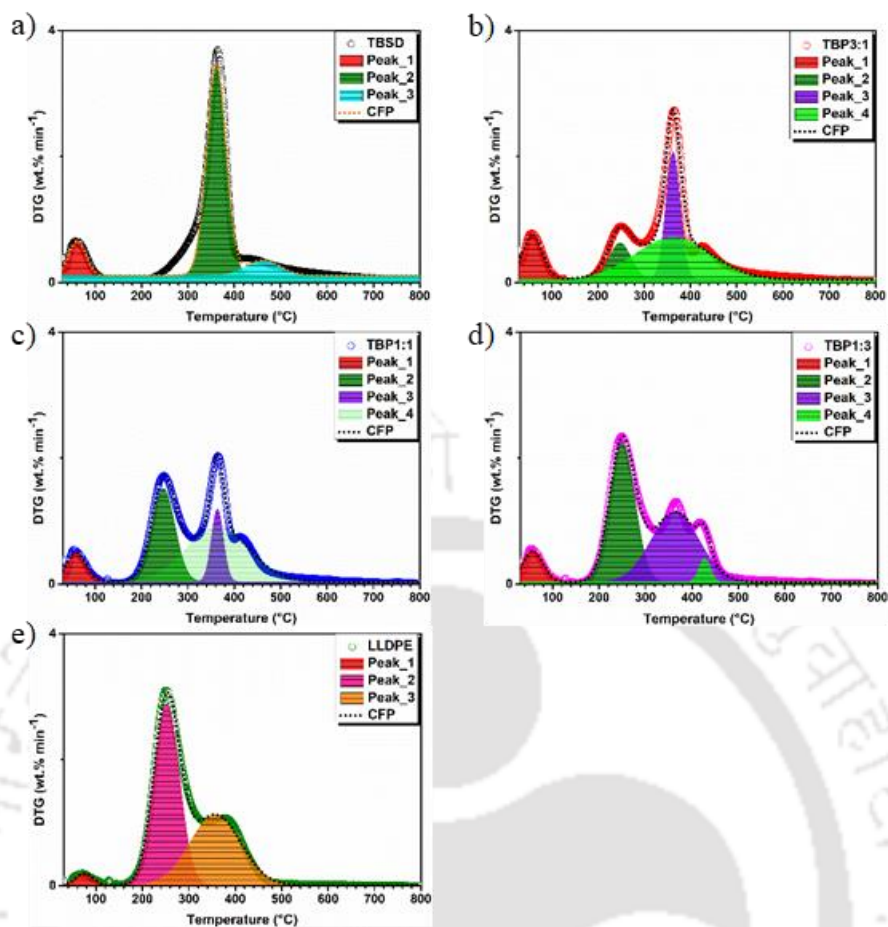 a)
4
TBSD
Peak_1
Peak_2
Peak_3
CFP
DTG (wt.% min⁻¹)
0
100 200 300 400 500 600 700 800
Temperature (°C)
b)
4
TBP3:1
Peak_1
Peak_2
Peak_3
Peak_4
CFP
DTG (wt.% min⁻¹)
0
100 200 300 400 500 600 700 800
Temperature (°C)
c)
4
TBP1:1
Peak_1
Peak_2
Peak_3
Peak_4
CFP
DTG (wt.% min⁻¹)
0
100 200 300 400 500 600 700 800
Temperature (°C)
d)
4
TBP1:3
Peak_1
Peak_2
Peak_3
Peak_4
CFP
DTG (wt.% min⁻¹)
0
100 200 300 400 500 600 700 800
Temperature (°C)
e)
4
LLDPE
Peak_1
Peak_2
Peak_3
CFP
DTG (wt.% min⁻¹)
0
100 200 300 400 500 600 700 800
Temperature (°C)